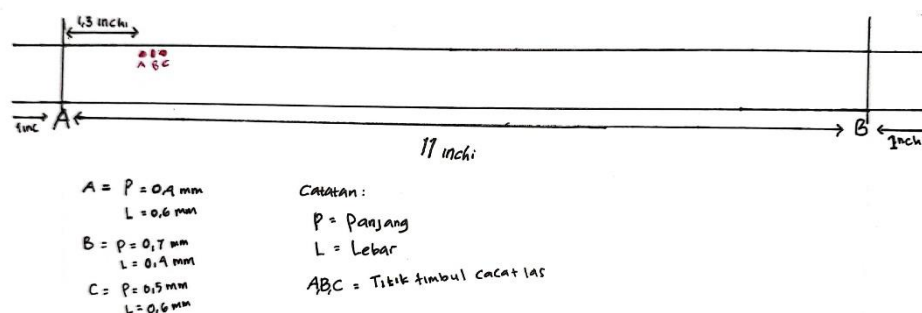 1,3 inchi
A B C
1inc
A
B
1nch
11 inchi
A = P = 0,4 mm
L = 0,6 mm
B = P = 0,7 mm
L = 0,4 mm
C = P = 0,5 mm
L = 0,6 mm
Catatan :
P = Panjang
L = Lebar
A,B,C = Titik timbul cacat las